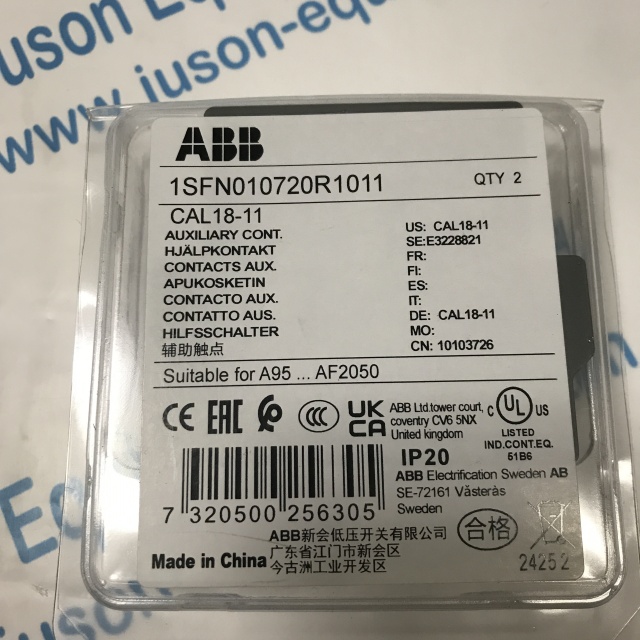 iuson-equ
www.iuson-equ
ABB
1SFN010720R1011 QTY 2
CAL18-11
AUXILIARY CONT.
HJÄLPKONTAKT
CONTACTS AUX.
APUKOSKETIN
CONTACTO AUX.
CONTATTO AUS.
HILFSSCHALTER
辅助触点
US: CAL18-11
SE:E3228821
FR:
FI:
ES:
IT:
DE: CAL18-11
MO:
CN: 10103726
Suitable for A95 ... AF2050
CE EAC CCC UK CA
ABB Ltd.tower court,
coventry CV6 5NX
United kingdom
C UL US
LISTED
IND.CONT.EQ.
51B6
IP20
ABB Electrification Sweden AB
SE-72161 Västerås
Sweden
7 320500 256305
Made in China
ABB新会低压开关有限公司
广东省江门市新会区
今古洲工业开发区
合格
24252